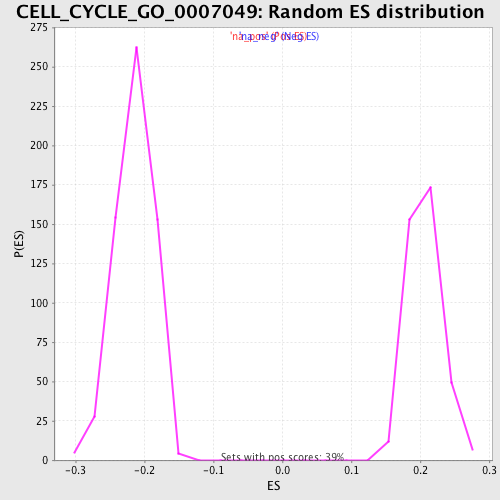 CELL_CYCLE_GO_0007049: Random ES distribution
275
250
225
200
175
150
125
100
75
50
25
0
P(ES)
Sets with pos scores: 39%
-0.3 -0.2 -0.1 0.0 0.1 0.2 0.3
ES